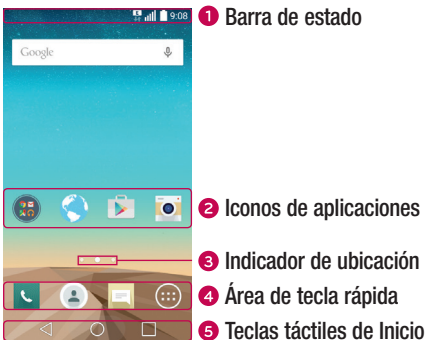 E 9:08
1 Barra de estado
Google
2 Iconos de aplicaciones
3 Indicador de ubicación
4 Área de tecla rápida
5 Teclas táctiles de Inicio